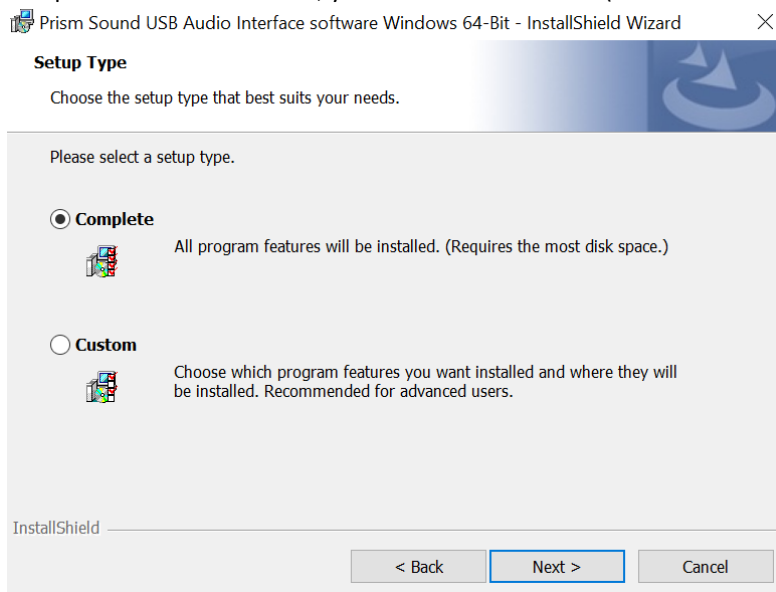 Prism Sound USB Audio Interface software Windows 64-Bit - InstallShield Wizard
Setup Type
Choose the setup type that best suits your needs.
Please select a setup type.
Complete
All program features will be installed. (Requires the most disk space.)
Custom
Choose which program features you want installed and where they will
be installed. Recommended for advanced users.
InstallShield
< Back
Next >
Cancel